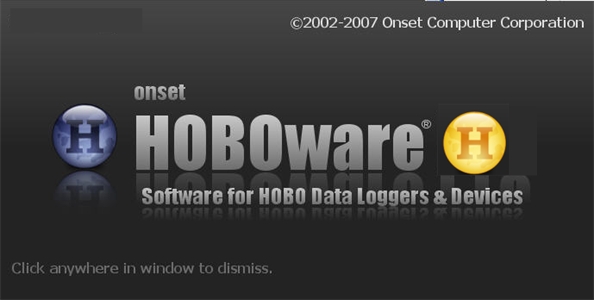 ©2002-2007 Onset Computer Corporation
onset
H HOBOware® H
Software for HOBO Data Loggers & Devices
Click anywhere in window to dismiss.